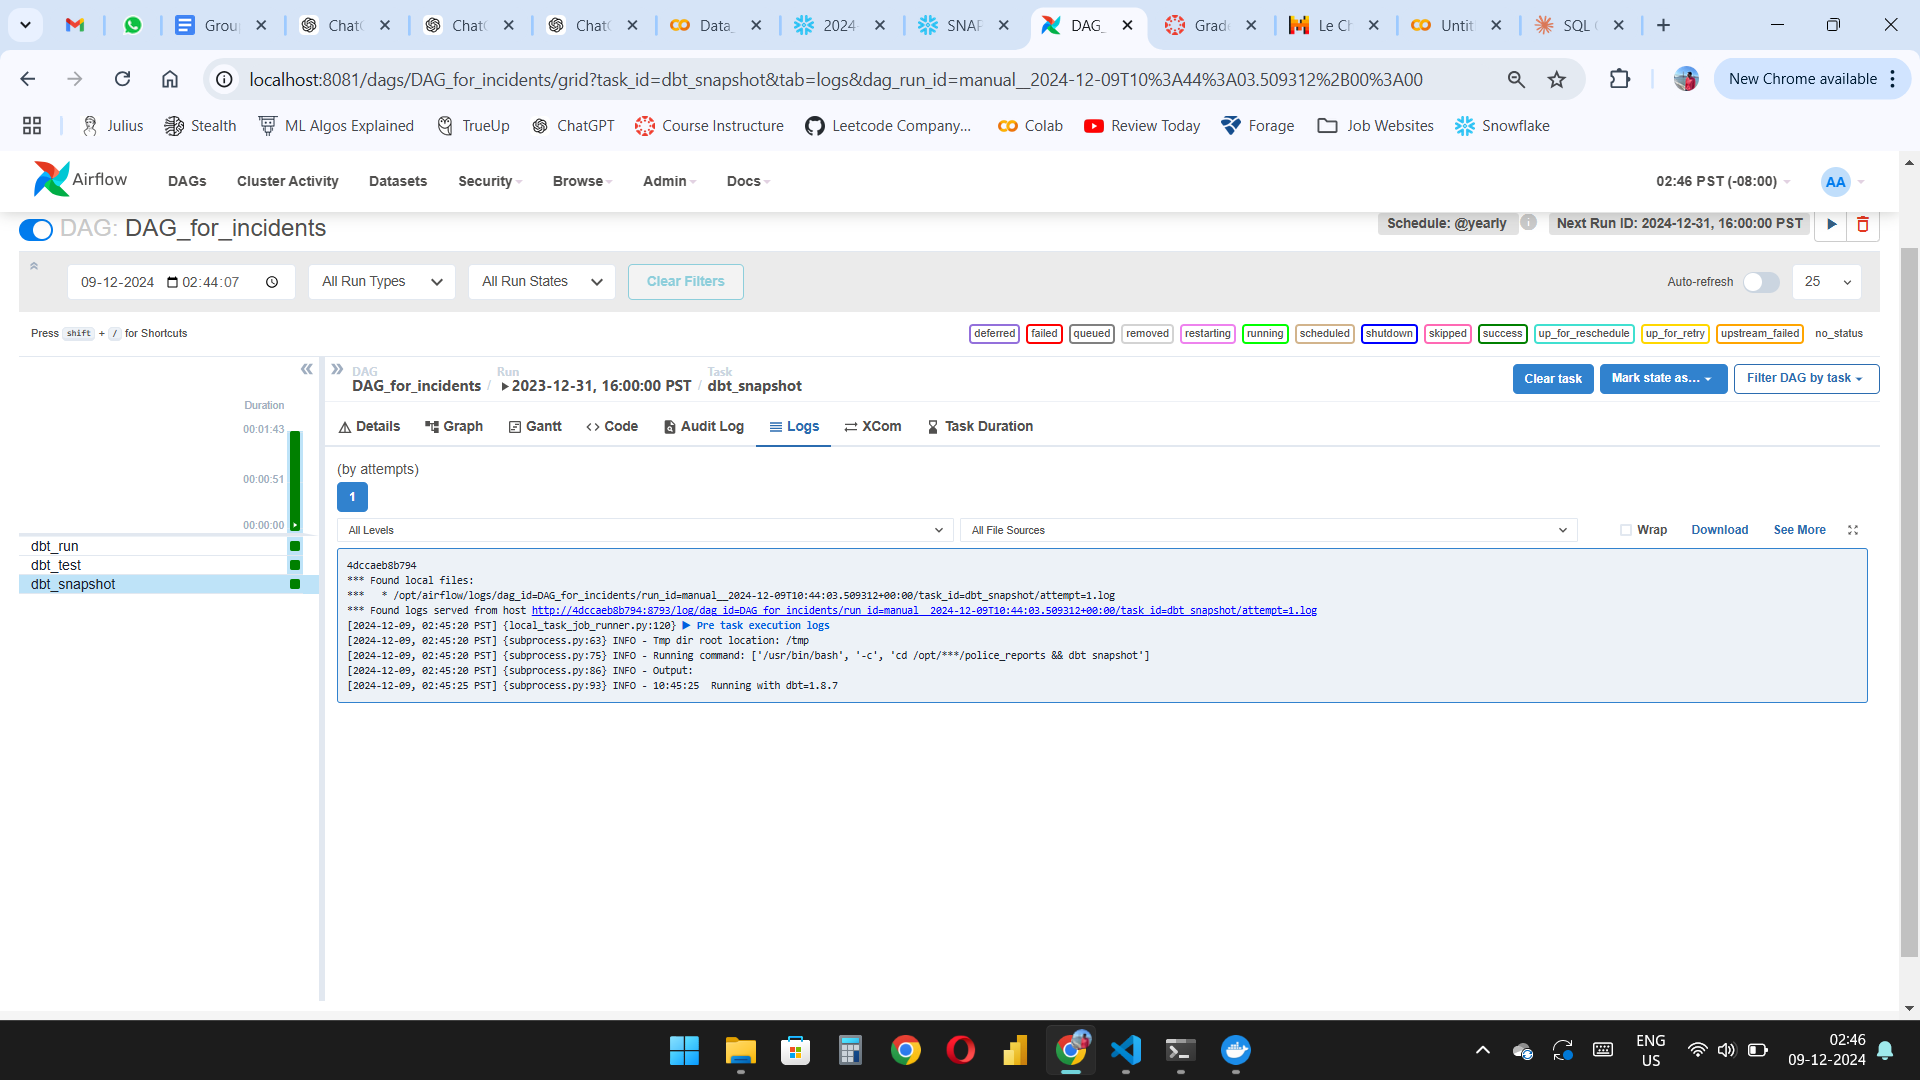 Grou
ChatG
ChatG
ChatG
Data_
2024-
SNAP
DAG_
Grade
Le Ch
Untit
SQL
localhost:8081/dags/DAG_for_incidents/grid?task_id=dbt_snapshot&tab=logs&dag_run_id=manual__2024-12-09T10%3A44%3A03.509312%2B00%3A00
New Chrome available
Julius
Stealth
ML Algos Explained
TrueUp
ChatGPT
Course Instructure
Leetcode Company...
Colab
Review Today
Forage
Job Websites
Snowflake
Airflow
DAGs
Cluster Activity
Datasets
Security
Browse
Admin
Docs
02:46 PST (-08:00)
AA
DAG: DAG_for_incidents
Schedule: @yearly
Next Run ID: 2024-12-31, 16:00:00 PST
09-12-2024 02:44:07
All Run Types
All Run States
Clear Filters
Auto-refresh
25
Press shift + / for Shortcuts
deferred
failed
queued
removed
restarting
running
scheduled
shutdown
skipped
success
up_for_reschedule
up_for_retry
upstream_failed
no_status
Duration
00:01:43
00:00:51
00:00:00
dbt_run
dbt_test
dbt_snapshot
DAG
DAG_for_incidents /
Run
2023-12-31, 16:00:00 PST /
Task
dbt_snapshot
Clear task
Mark state as...
Filter DAG by task
Details
Graph
Gantt
Code
Audit Log
Logs
XCom
Task Duration
(by attempts)
1
All Levels
All File Sources
Wrap
Download
See More
4dccaeb8b794
*** Found local files:
***   * /opt/airflow/logs/dag_id=DAG_for_incidents/run_id=manual__2024-12-09T10:44:03.509312+00:00/task_id=dbt_snapshot/attempt=1.log
*** Found logs served from host http://4dccaeb8b794:8793/log/dag_id=DAG_for_incidents/run_id=manual__2024-12-09T10:44:03.509312+00:00/task_id=dbt_snapshot/attempt=1.log
[2024-12-09, 02:45:20 PST] {local_task_job_runner.py:120} ▶ Pre task execution logs
[2024-12-09, 02:45:20 PST] {subprocess.py:63} INFO - Tmp dir root location: /tmp
[2024-12-09, 02:45:20 PST] {subprocess.py:75} INFO - Running command: ['/usr/bin/bash', '-c', 'cd /opt/***/police_reports && dbt snapshot']
[2024-12-09, 02:45:20 PST] {subprocess.py:86} INFO - Output:
[2024-12-09, 02:45:25 PST] {subprocess.py:93} INFO - 10:45:25  Running with dbt=1.8.7
ENG
US
02:46
09-12-2024